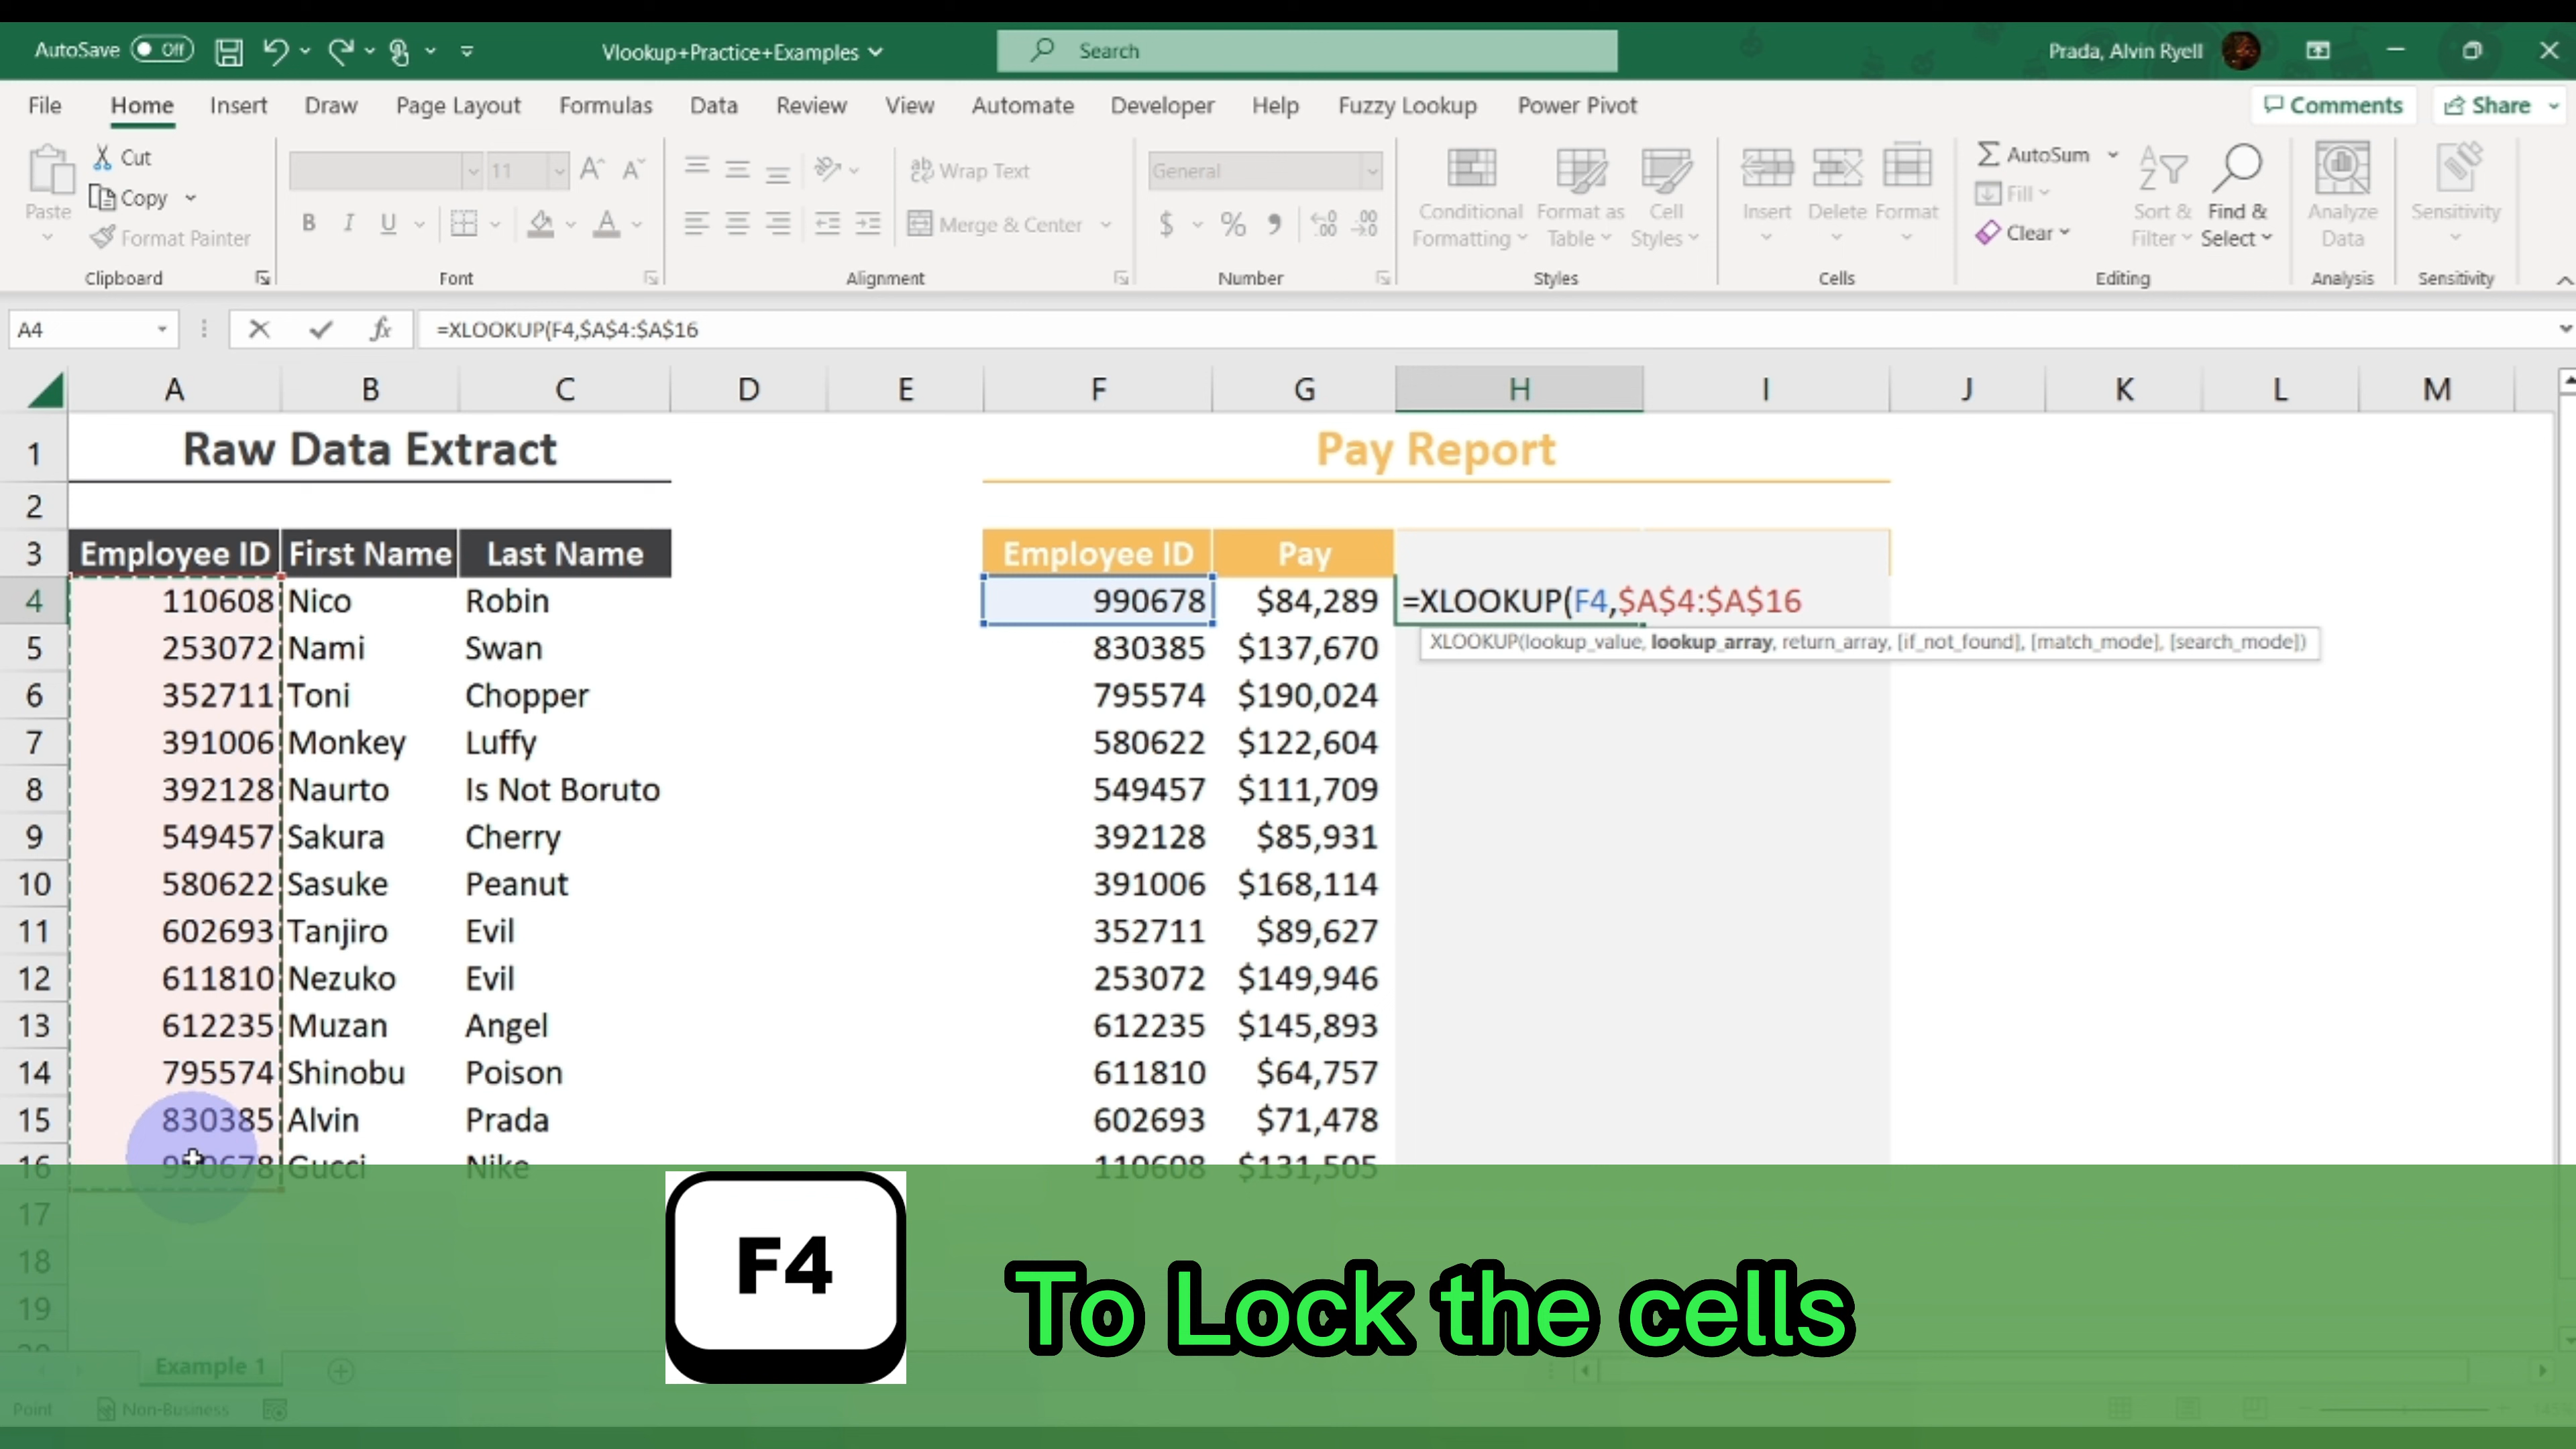 AutoSave Off Vlookup+Practice+Examples Search Prada, Alvin Ryell
File Home Insert Draw Page Layout Formulas Data Review View Automate Developer Help Fuzzy Lookup Power Pivot Comments Share
Paste Cut Copy Format Painter
11 B I U A
Wrap Text Merge & Center
General $ %
Conditional Formatting Format as Table Cell Styles
Insert Delete Format
AutoSum Fill Clear Sort & Filter Find & Select
Analyze Data Sensitivity
Clipboard Font Alignment Number Styles Cells Editing Analysis Sensitivity
A4 fx =XLOOKUP(F4,$A$4:$A$16
A B C D E F G H I J K L M
1 Raw Data Extract Pay Report
2
3 Employee ID First Name Last Name Employee ID Pay
4 110608 Nico Robin 990678 $84,289 =XLOOKUP(F4,$A$4:$A$16
XLOOKUP(lookup_value, lookup_array, return_array, [if_not_found], [match_mode], [search_mode])
5 253072 Nami Swan 830385 $137,670
6 352711 Toni Chopper 795574 $190,024
7 391006 Monkey Luffy 580622 $122,604
8 392128 Naurto Is Not Boruto 549457 $111,709
9 549457 Sakura Cherry 392128 $85,931
10 580622 Sasuke Peanut 391006 $168,114
11 602693 Tanjiro Evil 352711 $89,627
12 611810 Nezuko Evil 253072 $149,946
13 612235 Muzan Angel 612235 $145,893
14 795574 Shinobu Poison 611810 $64,757
15 830385 Alvin Prada 602693 $71,478
16 990678 Gucci Nike 110608 $131,505
17
18
19
F4 To Lock the cells
Example 1
Point Non-Business